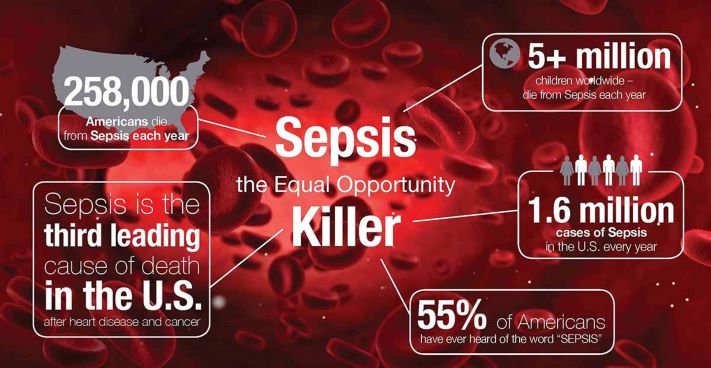 258,000
Americans die
from Sepsis each year
5+ million
children worldwide –
die from Sepsis each year
Sepsis
the Equal Opportunity
Killer
Sepsis is the
third leading
cause of death
in the U.S.
after heart disease and cancer
1.6 million
cases of Sepsis
in the U.S. every year
55% of Americans
have ever heard of the word “SEPSIS”